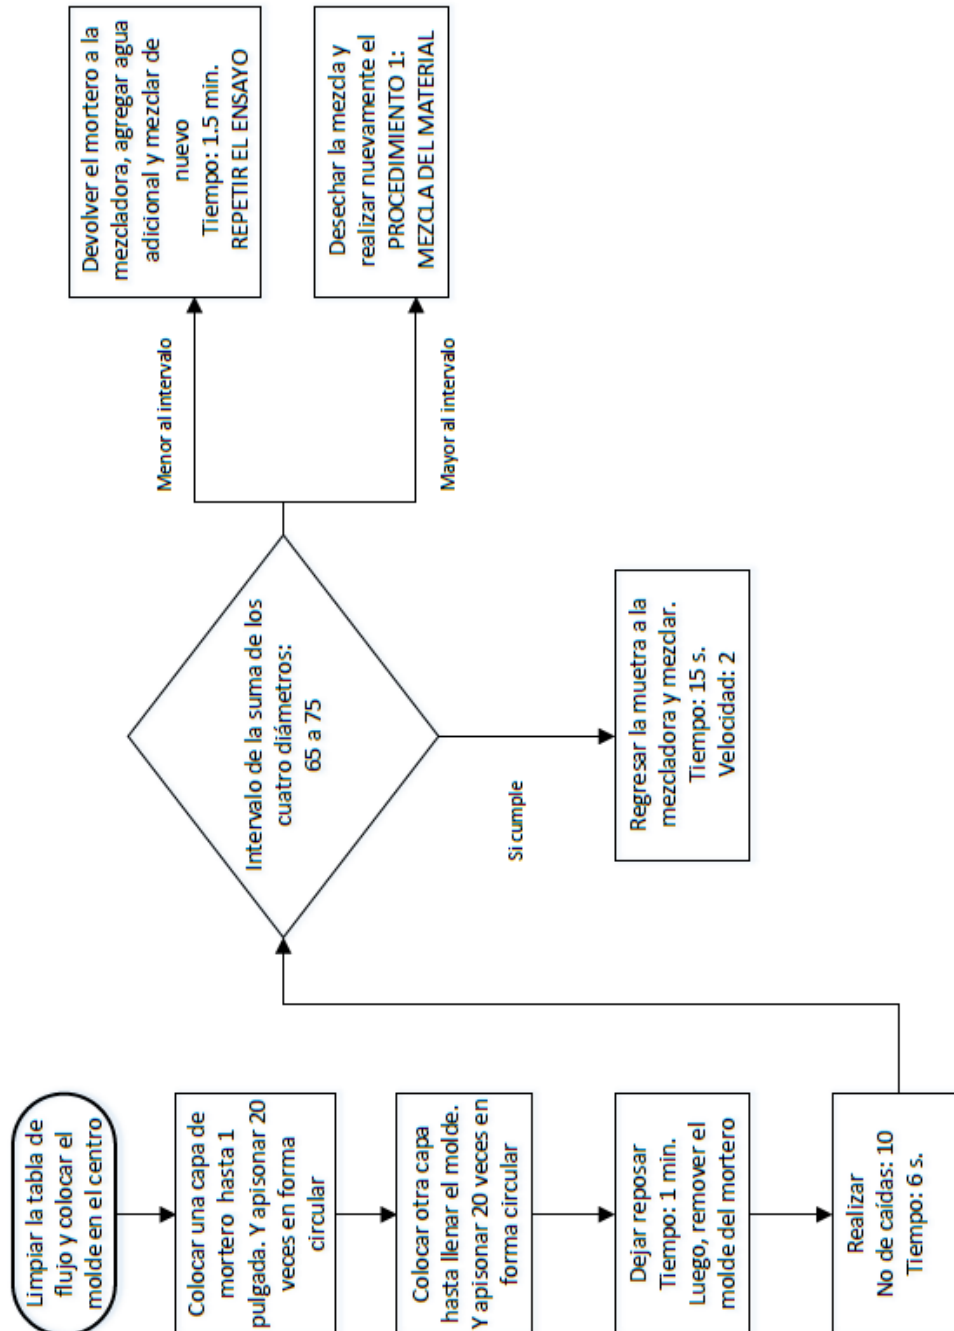 Limpiar la tabla de
flujo y colocar el
molde en el centro
Colocar una capa de
mortero hasta 1
pulgada. Y apisonar 20
veces en forma
circular
Colocar otra capa
hasta llenar el molde.
Y apisonar 20 veces en
forma circular
Dejar reposar
Tiempo: 1 min.
Luego, remover el
molde del mortero
Realizar
No de caídas: 10
Tiempo: 6 s.
Intervalo de la suma de los
cuatro diámetros:
65 a 75
Si cumple
Regresar la muetra a la
mezcladora y mezclar.
Tiempo: 15 s.
Velocidad: 2
Menor al intervalo
Devolver el mortero a la
mezcladora, agregar agua
adicional y mezclar de
nuevo
Tiempo: 1.5 min.
REPETIR EL ENSAYO
Mayor al intervalo
Desechar la mezcla y
realizar nuevamente el
PROCEDIMIENTO 1:
MEZCLA DEL MATERIAL